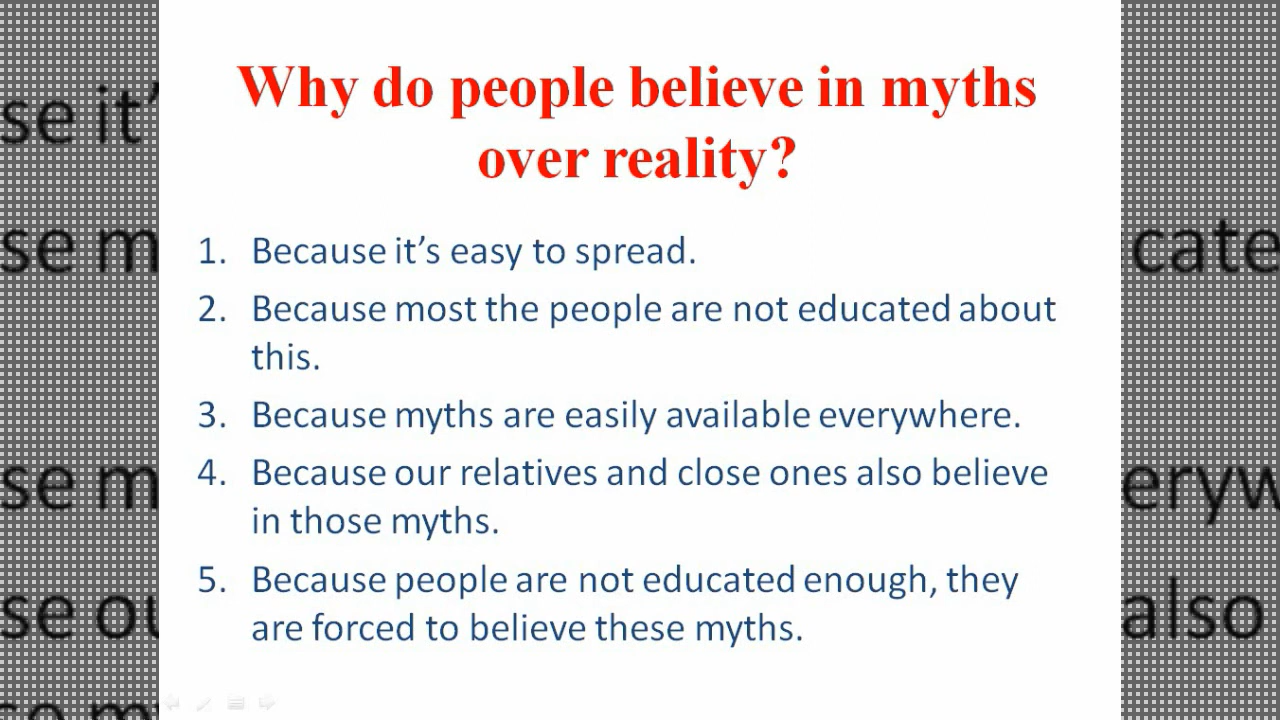 Why do people believe in myths
over reality?
1. Because it’s easy to spread.
2. Because most the people are not educated about
this.
3. Because myths are easily available everywhere.
4. Because our relatives and close ones also believe
in those myths.
5. Because people are not educated enough, they
are forced to believe these myths.